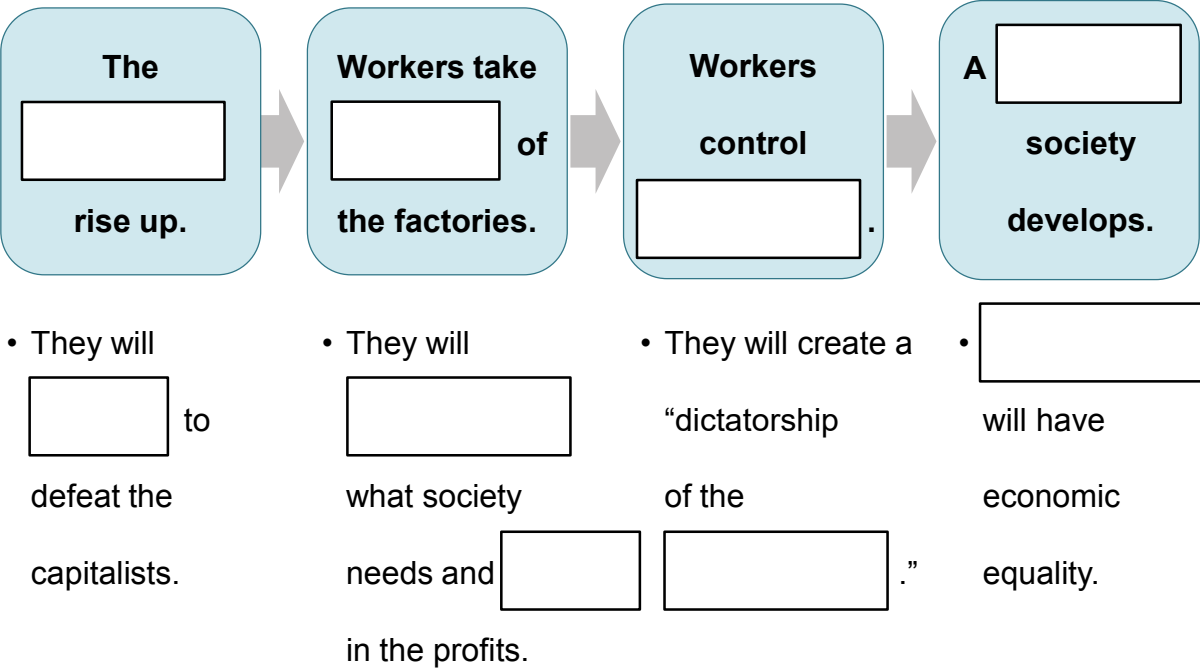 The
rise up.
Workers take
of
the factories.
Workers
control
.
A
society
develops.
• They will
to
defeat the
capitalists.
• They will
what society
needs and
in the profits.
• They will create a
“dictatorship
of the
.”
•
will have
economic
equality.